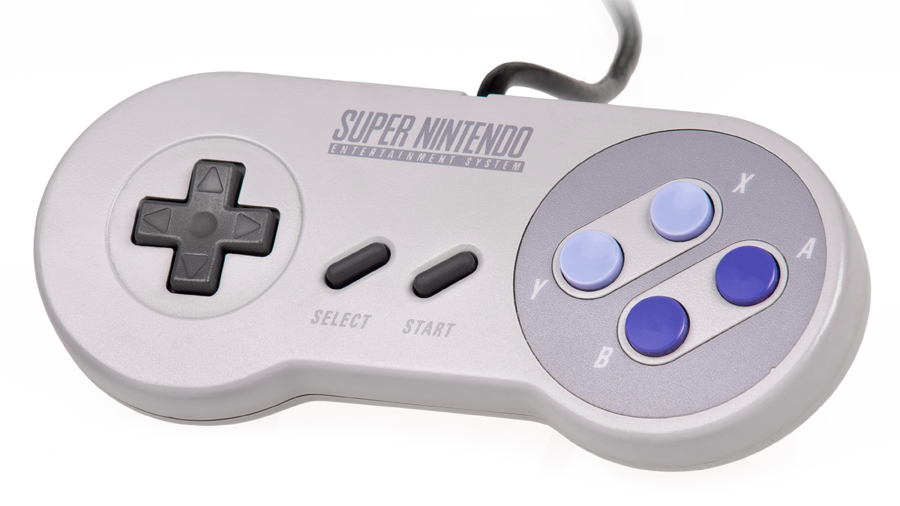 SUPER NINTENDO
ENTERTAINMENT SYSTEM
X
A
Y
B
SELECT
START